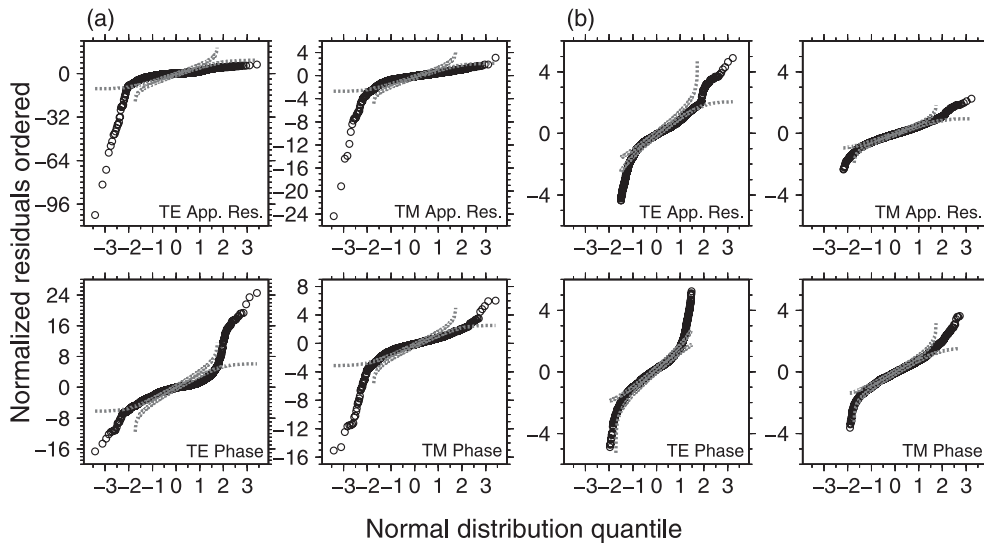 (a) (b)
Normalized residuals ordered
0 −32 −64 −96
TE App. Res.
−3 −2 −1 0 1 2 3
4 0 −4 −8 −12 −16 −20 −24
TM App. Res.
−3 −2 −1 0 1 2 3
4 0 −4
TE App. Res.
−3 −2 −1 0 1 2 3
4 0 −4
TM App. Res.
−3 −2 −1 0 1 2 3
24 16 8 0 −8 −16
TE Phase
−3 −2 −1 0 1 2 3
8 4 0 −4 −8 −12 −16
TM Phase
−3 −2 −1 0 1 2 3
4 0 −4
TE Phase
−3 −2 −1 0 1 2 3
4 0 −4
TM Phase
−3 −2 −1 0 1 2 3
Normal distribution quantile